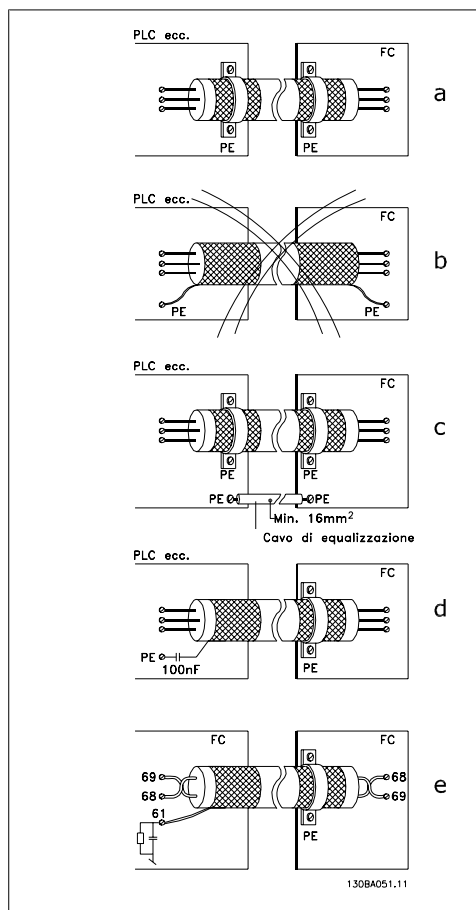 PLC ecc.
FC
PE
PE
a
PLC ecc.
FC
PE
PE
b
PLC ecc.
FC
PE
PE
PE
PE
Min. 16mm²
Cavo di equalizzazione
c
PLC ecc.
FC
PE
100nF
PE
d
FC
FC
69
68
68
69
61
PE
e
130BA051.11